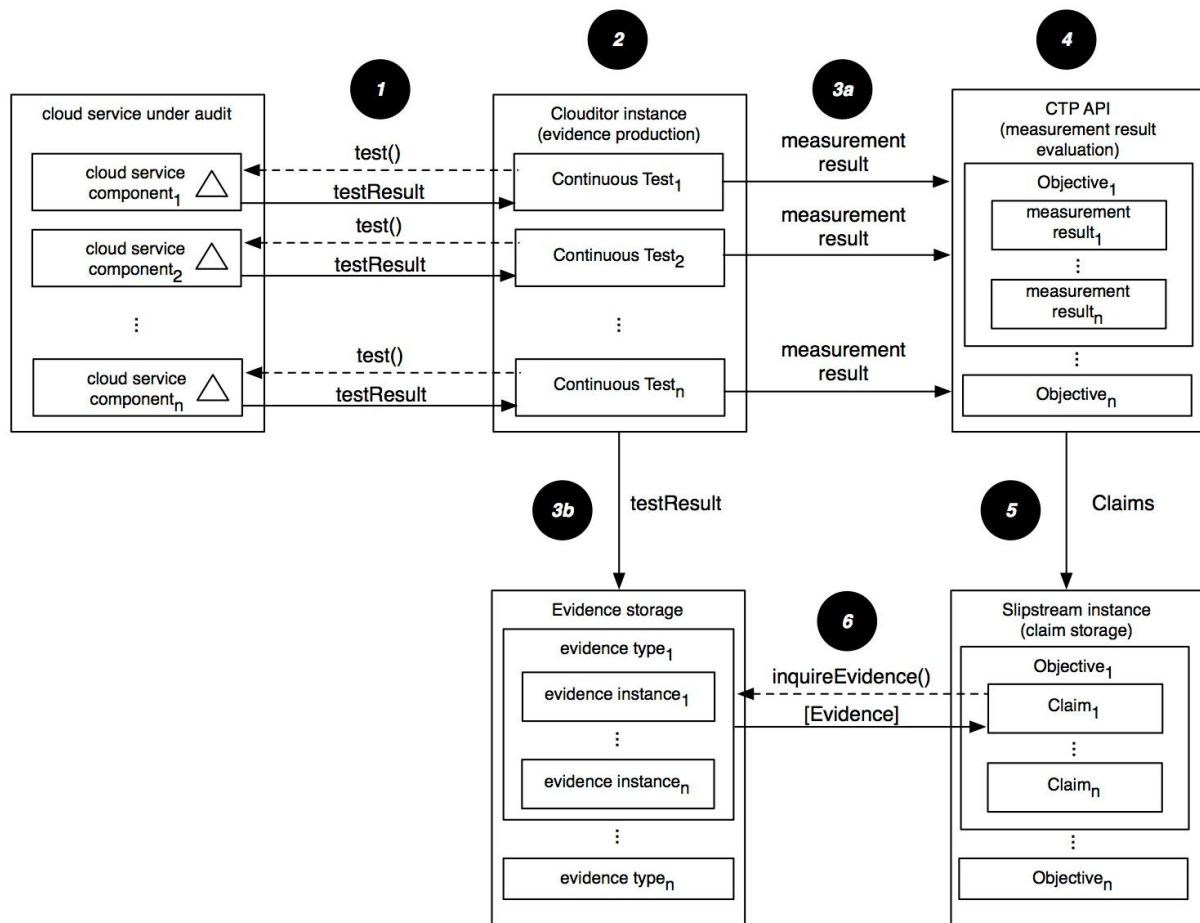 2
4
1
3a
cloud service under audit
Clouditor instance
(evidence production)
CTP API
(measurement result
evaluation)
cloud service
component1
test()
testResult
Continuous Test1
measurement
result
Objective1
measurement
result1
cloud service
component2
test()
testResult
Continuous Test2
measurement
result
measurement
resultn
cloud service
componentn
test()
testResult
Continuous Testn
measurement
result
Objectiven
3b
testResult
5
Claims
Evidence storage
evidence type1
evidence instance1
evidence instancen
evidence typen
6
inquireEvidence()
[Evidence]
Slipstream instance
(claim storage)
Objective1
Claim1
Claimn
Objectiven